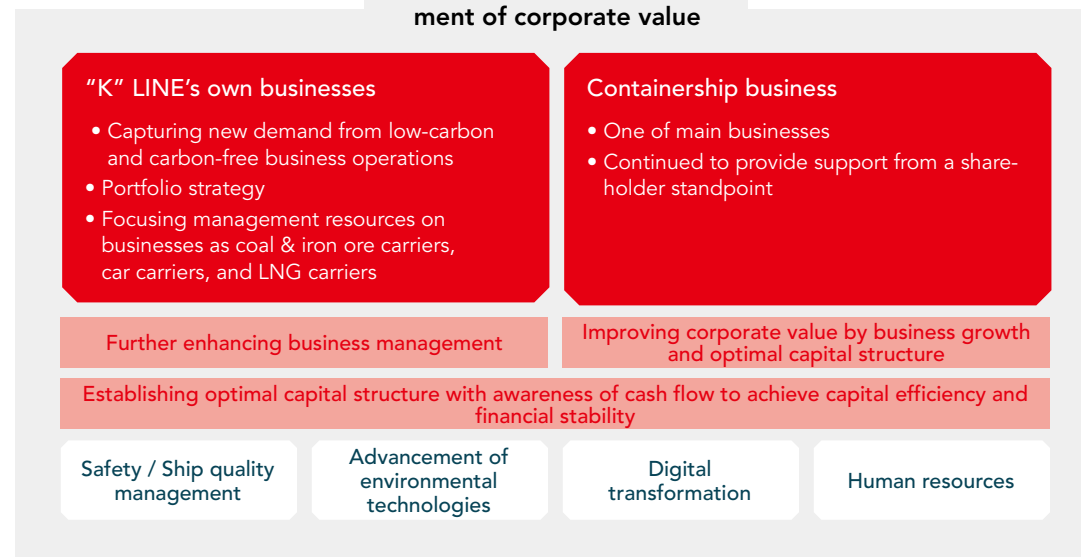 ment of corporate value
“K” LINE’s own businesses
• Capturing new demand from low-carbon
and carbon-free business operations
• Portfolio strategy
• Focusing management resources on
businesses as coal & iron ore carriers,
car carriers, and LNG carriers
Containership business
• One of main businesses
• Continued to provide support from a share-
holder standpoint
Further enhancing business management
Improving corporate value by business growth
and optimal capital structure
Establishing optimal capital structure with awareness of cash flow to achieve capital efficiency and
financial stability
Safety / Ship quality
management
Advancement of
environmental
technologies
Digital
transformation
Human resources